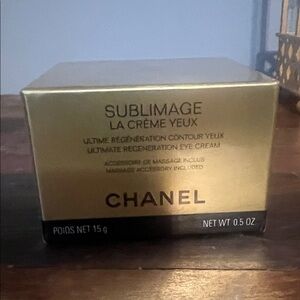 SUBLIMAGE
LA CRÈME YEUX
ULTIME RÉGÉNÉRATION CONTOUR YEUX
ULTIMATE REGENERATION EYE CREAM
ACCESSOIRE DE MASSAGE INCLUS
MASSAGE ACCESSORY INCLUDED
CHANEL
POIDS NET 15 g NET WT. 0.5 OZ.